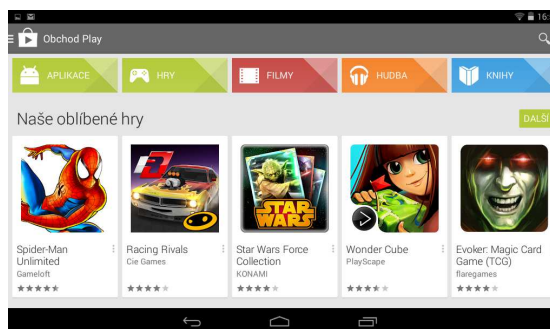 16:
Obchod Play
APLIKACE
HRY
FILMY
HUDBA
KNIHY
Naše oblíbené hry
DALŠÍ
STAR WARS
Spider-Man Unlimited
Gameloft
Racing Rivals
Cie Games
Star Wars Force Collection
KONAMI
Wonder Cube
PlayScape
Evoker: Magic Card Game (TCG)
flaregames